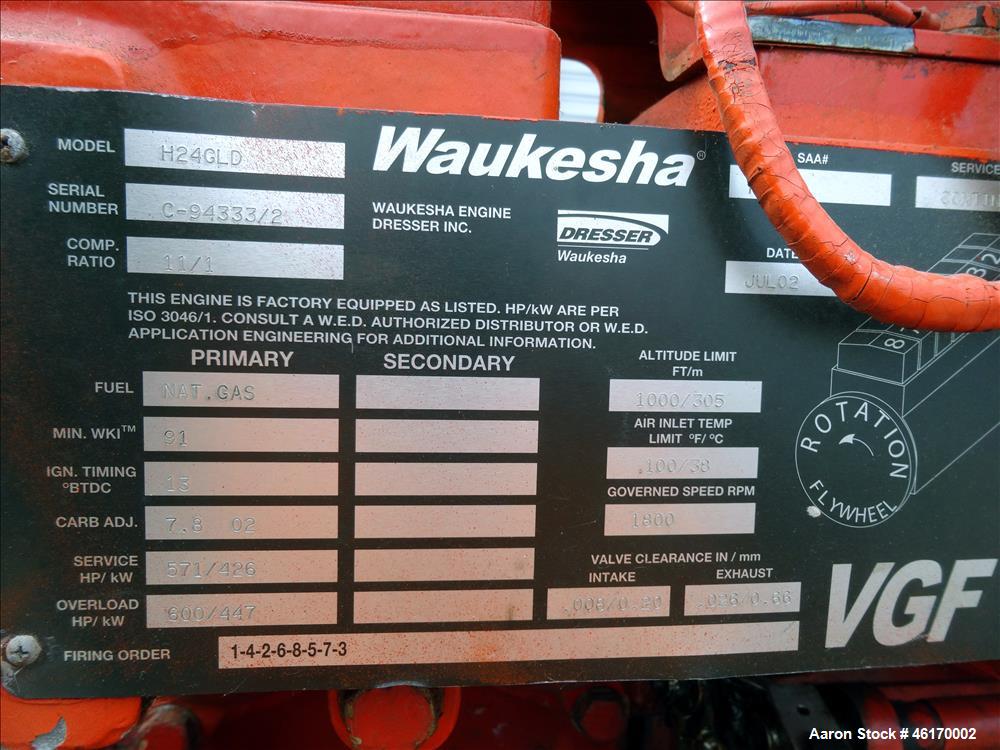 MODEL H24GLD
SERIAL NUMBER C-94333/2
COMP. RATIO 11/1
Waukesha®
WAUKESHA ENGINE
DRESSER INC.
DRESSER
Waukesha
SAA#
SERVICE
DATE
JUL02
THIS ENGINE IS FACTORY EQUIPPED AS LISTED. HP/kW ARE PER
ISO 3046/1. CONSULT A W.E.D. AUTHORIZED DISTRIBUTOR OR W.E.D.
APPLICATION ENGINEERING FOR ADDITIONAL INFORMATION.
PRIMARY SECONDARY
FUEL NAT.GAS
MIN. WKI™ 91
IGN. TIMING °BTDC 13
CARB ADJ. 7.8 O2
SERVICE HP/ kW 571/426
OVERLOAD HP/ kW 600/447
FIRING ORDER 1-4-2-6-8-5-7-3
ALTITUDE LIMIT
FT/m
1000/305
AIR INLET TEMP
LIMIT °F/ °C
100/38
GOVERNED SPEED RPM
1800
VALVE CLEARANCE IN / mm
INTAKE EXHAUST
.008/0.20 .026/0.66
ROTATION
FLYWHEEL
VGF
Aaron Stock # 46170002